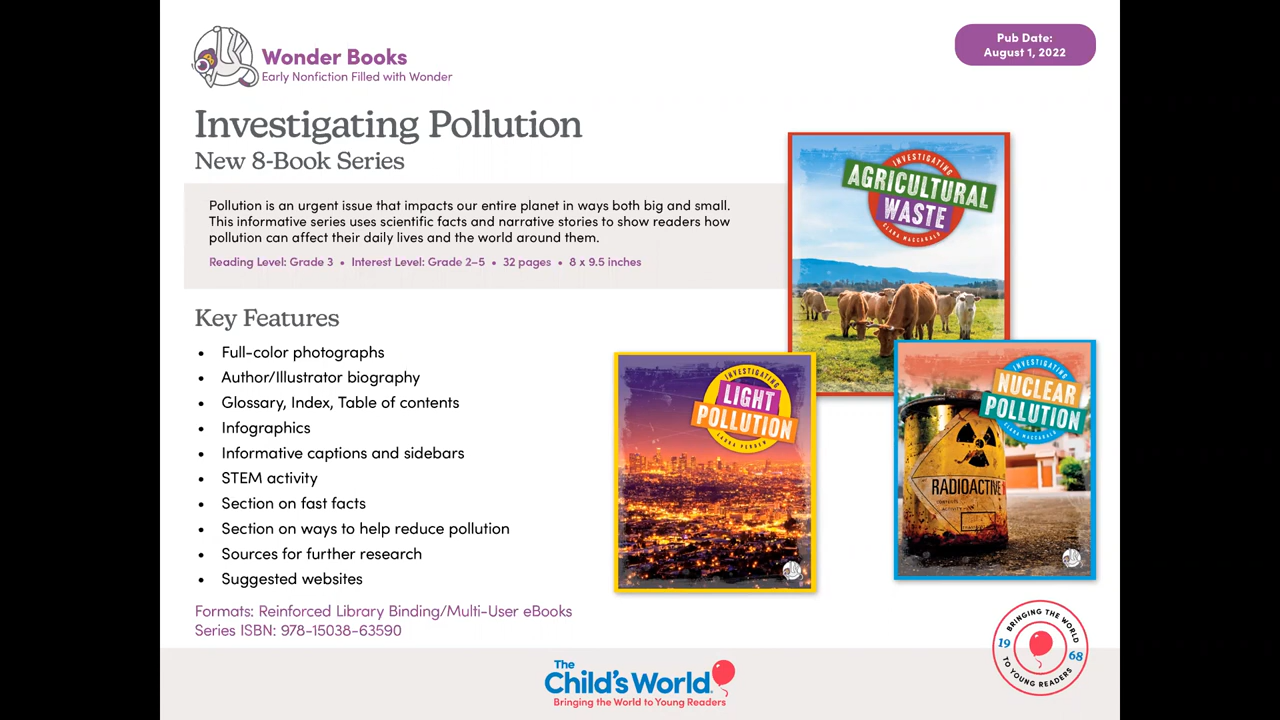 Wonder Books
Early Nonfiction Filled with Wonder
Pub Date:
August 1, 2022
Investigating Pollution
New 8-Book Series
Pollution is an urgent issue that impacts our entire planet in ways both big and small.
This informative series uses scientific facts and narrative stories to show readers how
pollution can affect their daily lives and the world around them.
Reading Level: Grade 3 • Interest Level: Grade 2–5 • 32 pages • 8 x 9.5 inches
Key Features
• Full-color photographs
• Author/Illustrator biography
• Glossary, Index, Table of contents
• Infographics
• Informative captions and sidebars
• STEM activity
• Section on fast facts
• Section on ways to help reduce pollution
• Sources for further research
• Suggested websites
Formats: Reinforced Library Binding/Multi-User eBooks
Series ISBN: 978-15038-63590
INVESTIGATING
AGRICULTURAL
WASTE
CLARA MACCARALD
INVESTIGATING
LIGHT
POLLUTION
LAURA PERDEW
INVESTIGATING
NUCLEAR
POLLUTION
CLARA MACCARALD
RADIOACTIVE
The
Child's World
Bringing the World to Young Readers
BRINGING THE WORLD
19 68
TO YOUNG READERS